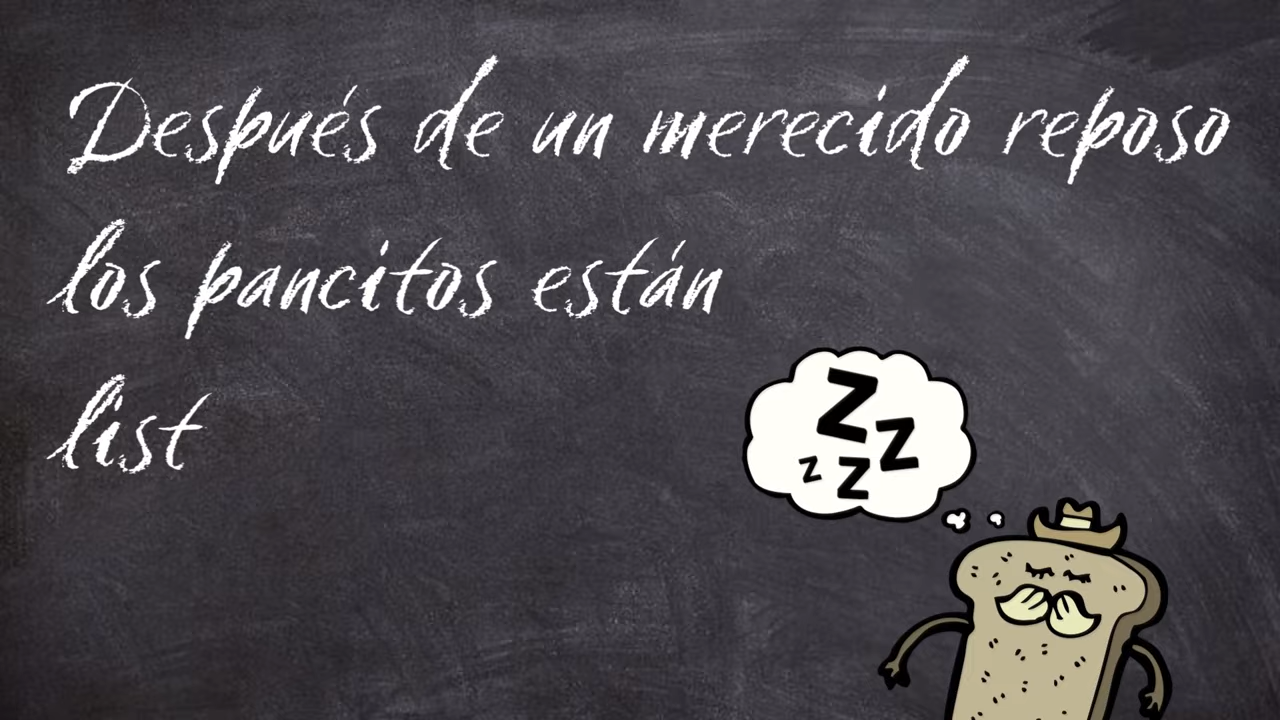 Después de un merecido reposo
los pancitos están
list
Z
Z
z
Z